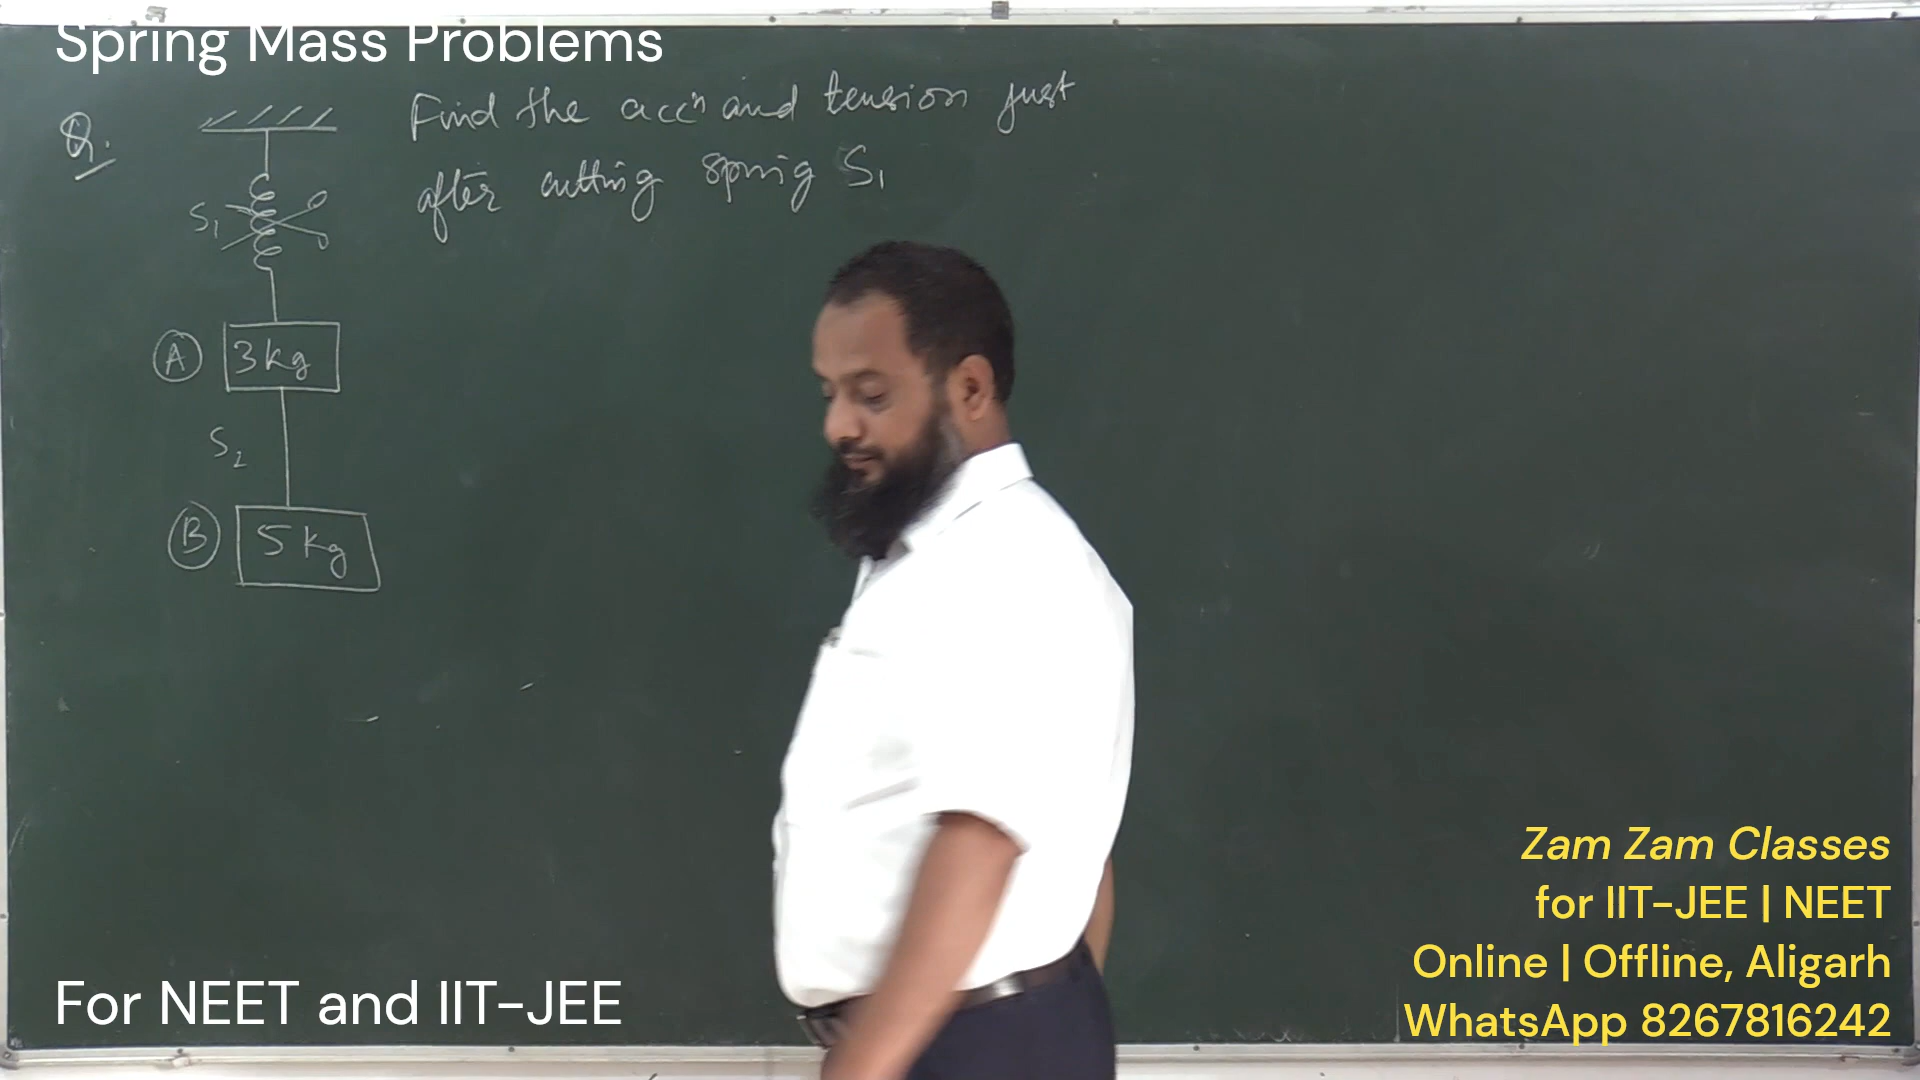 Spring Mass Problems
Q.
Find the accn and tension just
after cutting spring S1
S1
A 3kg
S2
B 5kg
Zam Zam Classes
for IIT-JEE | NEET
Online | Offline, Aligarh
WhatsApp 8267816242
For NEET and IIT-JEE